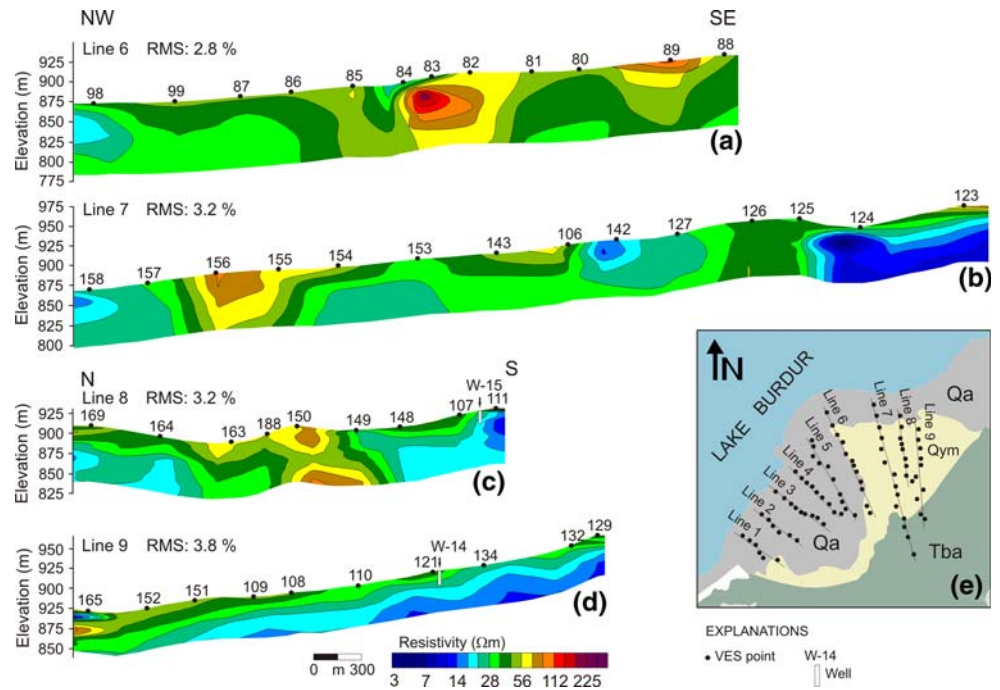 NW SE
Line 6 RMS: 2.8 %
Elevation (m)
925
900
875
850
825
800
775
98 99 87 86 85 84 83 82 81 80 89 88
(a)
Line 7 RMS: 3.2 %
Elevation (m)
975
950
925
900
875
850
825
800
158 157 156 155 154 153 143 106 142 127 126 125 124 123
(b)
N S
Line 8 RMS: 3.2 %
Elevation (m)
925
900
875
850
825
169 164 163 188 150 149 148 107 W-15 111
(c)
Line 9 RMS: 3.8 %
Elevation (m)
950
925
900
925
875
850
165 152 151 109 108 110 121 W-14 134 132 129
(d)
0 m 300
Resistivity (Ωm)
3 7 14 28 56 112 225
N
LAKE BURDUR
Line 1
Line 2
Line 3
Line 4
Line 5
Line 6
Line 7
Line 8
Line 9
Qa
Qa
Qym
Tba
(e)
EXPLANATIONS
VES point
W-14
Well